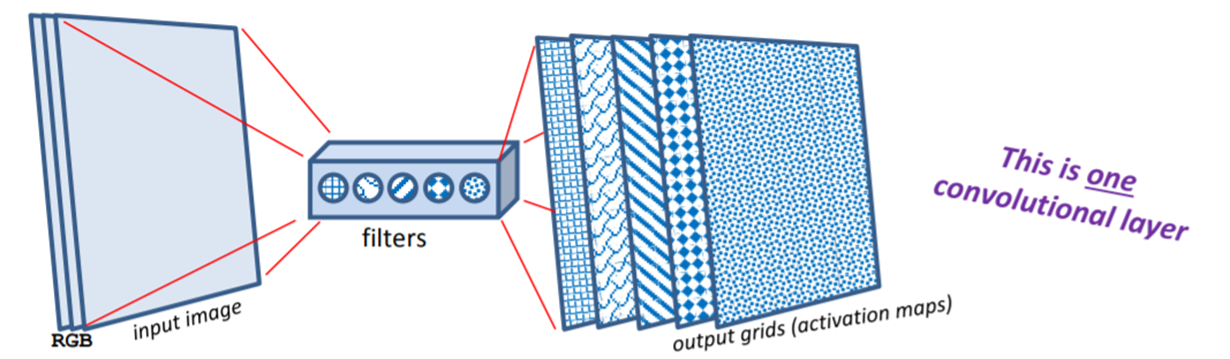 RGB
input image
filters
output grids (activation maps)
This is one
convolutional layer